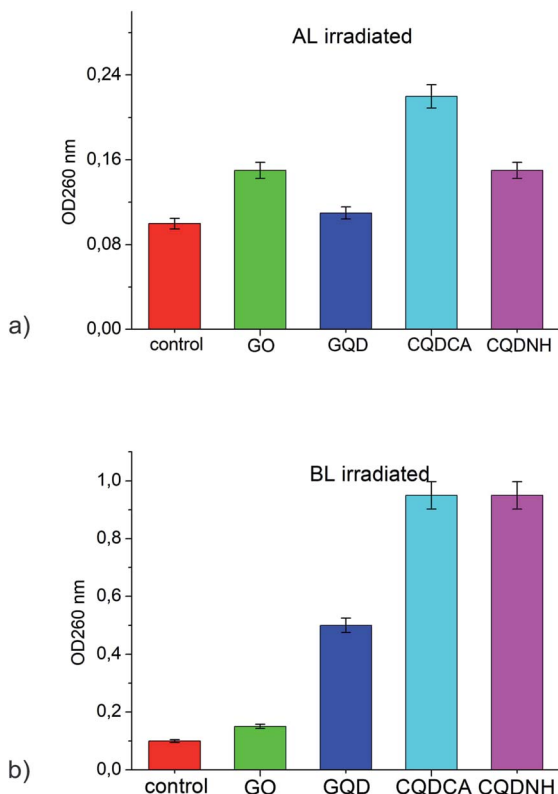 AL irradiated
OD260 nm
0,24
0,16
0,08
0,00
control GO GQD CQDCA CQDNH
a)
BL irradiated
OD260 nm
1,0
0,8
0,6
0,4
0,2
0,0
control GO GQD CQDCA CQDNH
b)